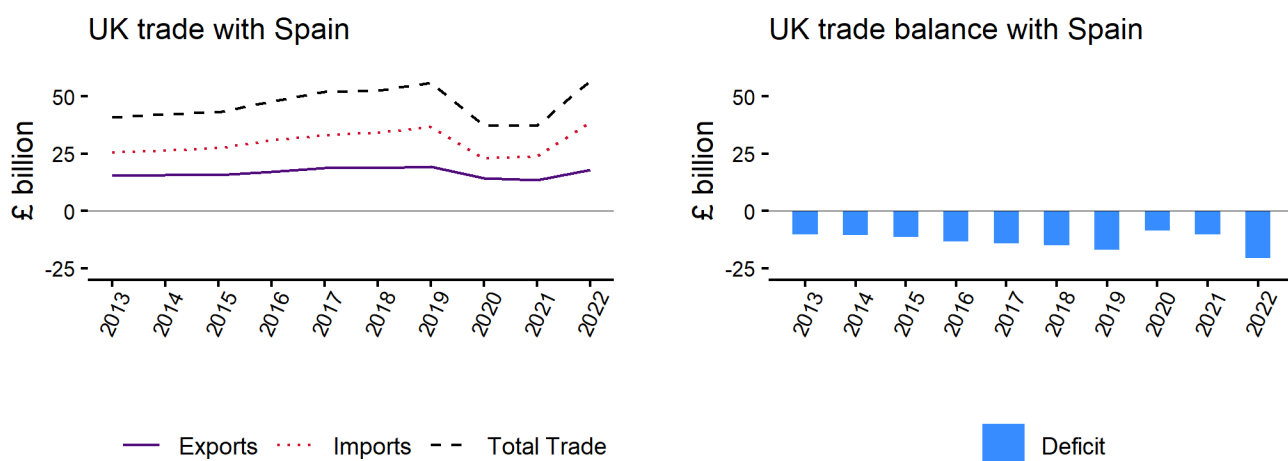 UK trade with Spain
£ billion
50
25
0
-25
2013 2014 2015 2016 2017 2018 2019 2020 2021 2022
Exports Imports Total Trade
UK trade balance with Spain
£ billion
50
25
0
-25
2013 2014 2015 2016 2017 2018 2019 2020 2021 2022
Deficit